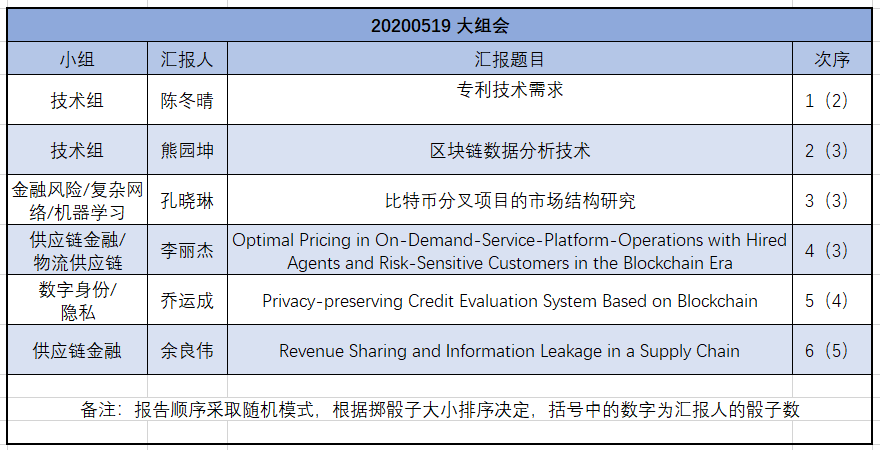 20200519 大组会
小组 汇报人 汇报题目 次序
技术组 陈冬晴 专利技术需求 1（2）
技术组 熊园坤 区块链数据分析技术 2（3）
金融风险/复杂网
络/机器学习 孔晓琳 比特币分叉项目的市场结构研究 3（3）
供应链金融/
物流供应链 李丽杰 Optimal Pricing in On-Demand-Service-Platform-Operations with Hired
Agents and Risk-Sensitive Customers in the Blockchain Era 4（3）
数字身份/
隐私 乔运成 Privacy-preserving Credit Evaluation System Based on Blockchain 5（4）
供应链金融 余良伟 Revenue Sharing and Information Leakage in a Supply Chain 6（5）
备注：报告顺序采取随机模式，根据掷骰子大小排序决定，括号中的数字为汇报人的骰子数